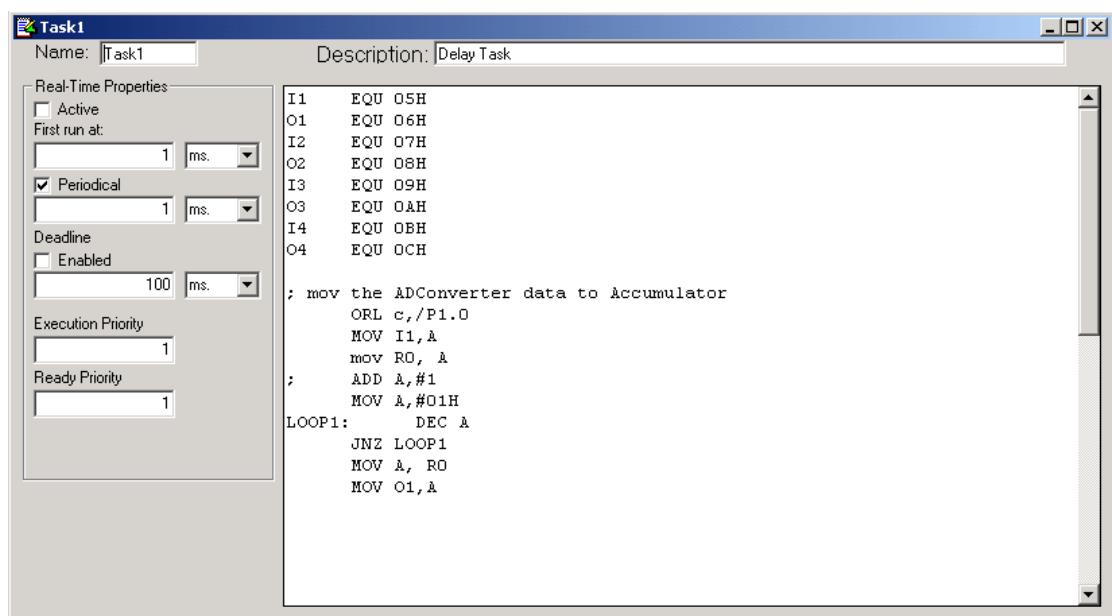 Task1
Name: Task1
Description: Delay Task
Real-Time Properties
Active
First run at:
1 ms.
Periodical
1 ms.
Deadline
Enabled
100 ms.
Execution Priority
1
Ready Priority
1
I1 EQU 05H
O1 EQU 06H
I2 EQU 07H
O2 EQU 08H
I3 EQU 09H
O3 EQU 0AH
I4 EQU 0BH
O4 EQU 0CH
; mov the ADConverter data to Accumulator
ORL c,/P1.0
MOV I1,A
mov R0, A
; ADD A,#1
MOV A,#01H
LOOP1: DEC A
JNZ LOOP1
MOV A, R0
MOV O1,A